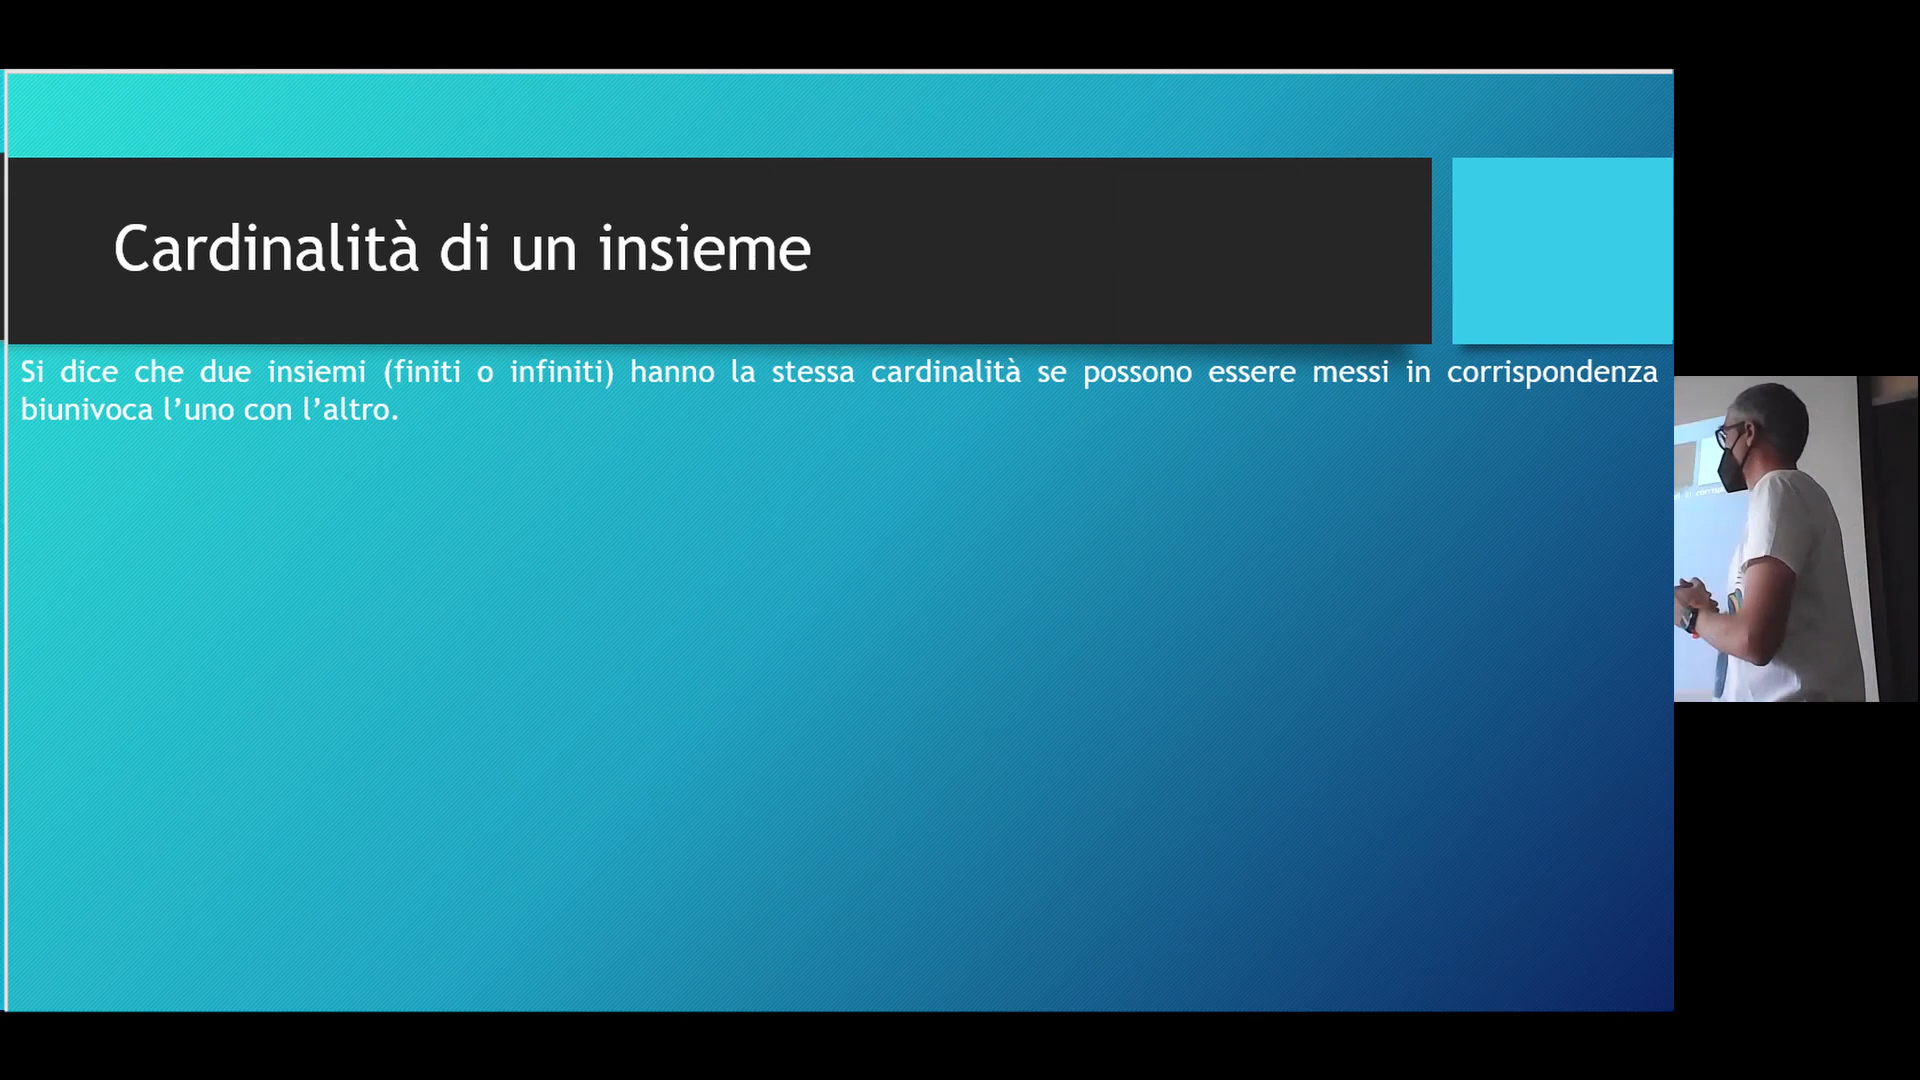 Cardinalità di un insieme
Si dice che due insiemi (finiti o infiniti) hanno la stessa cardinalità se possono essere messi in corrispondenza
biunivoca l’uno con l’altro.